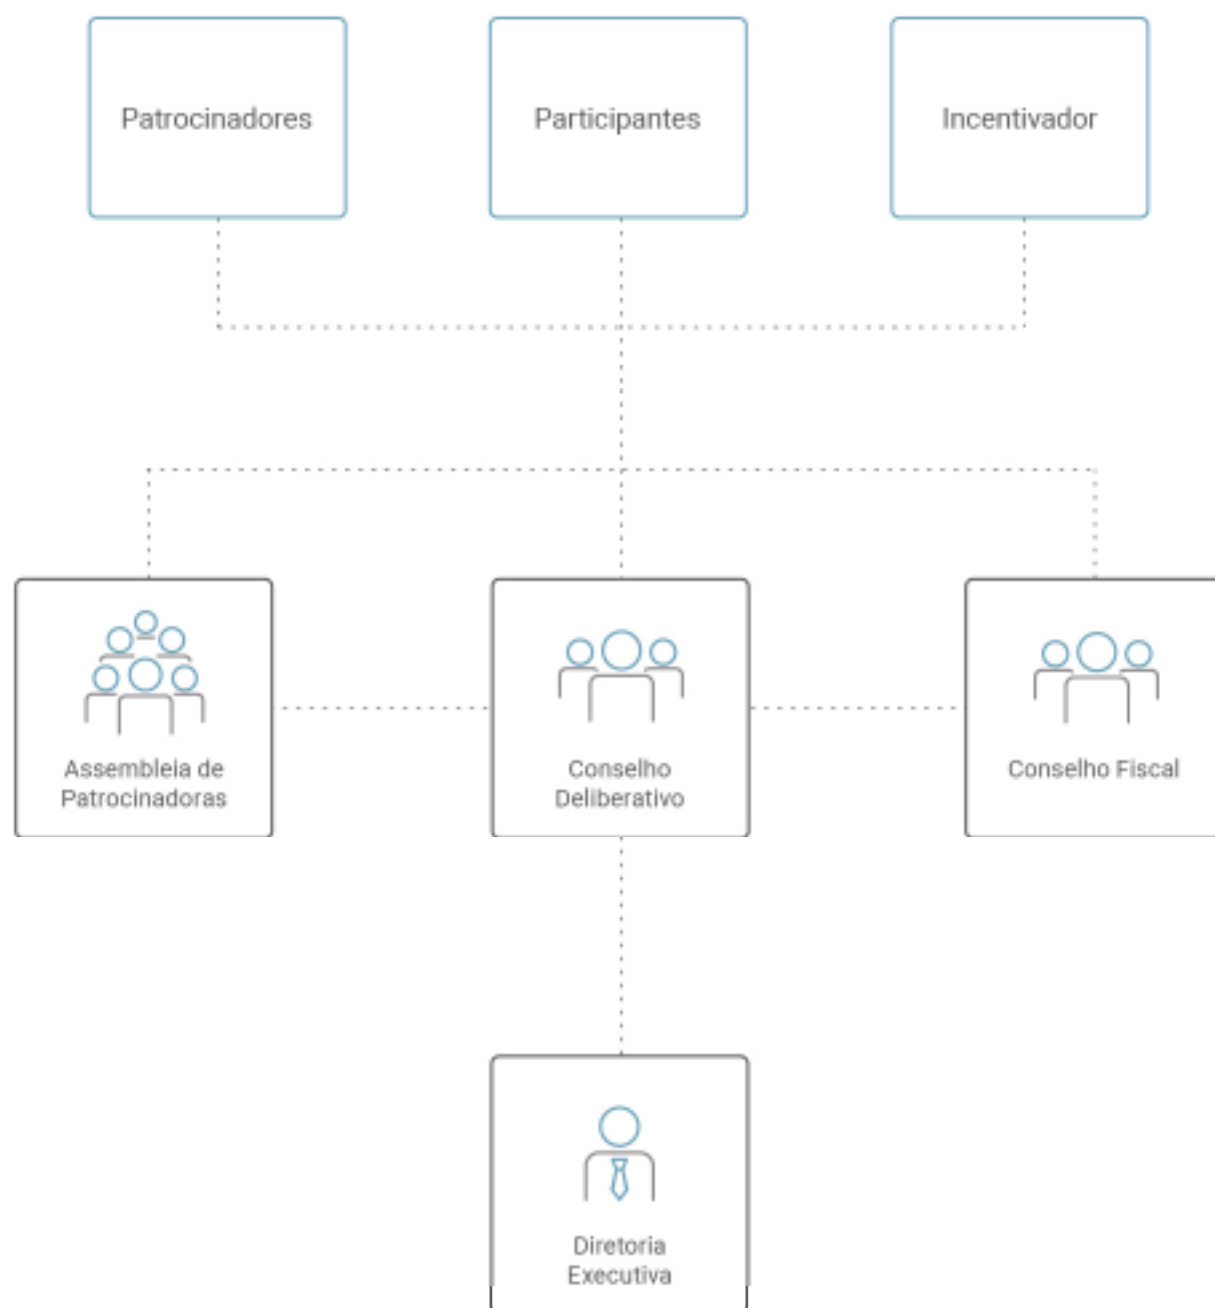 Patrocinadores
Participantes
Incentivador
Assembleia de
Patrocinadoras
Conselho
Deliberativo
Conselho Fiscal
Diretoria
Executiva